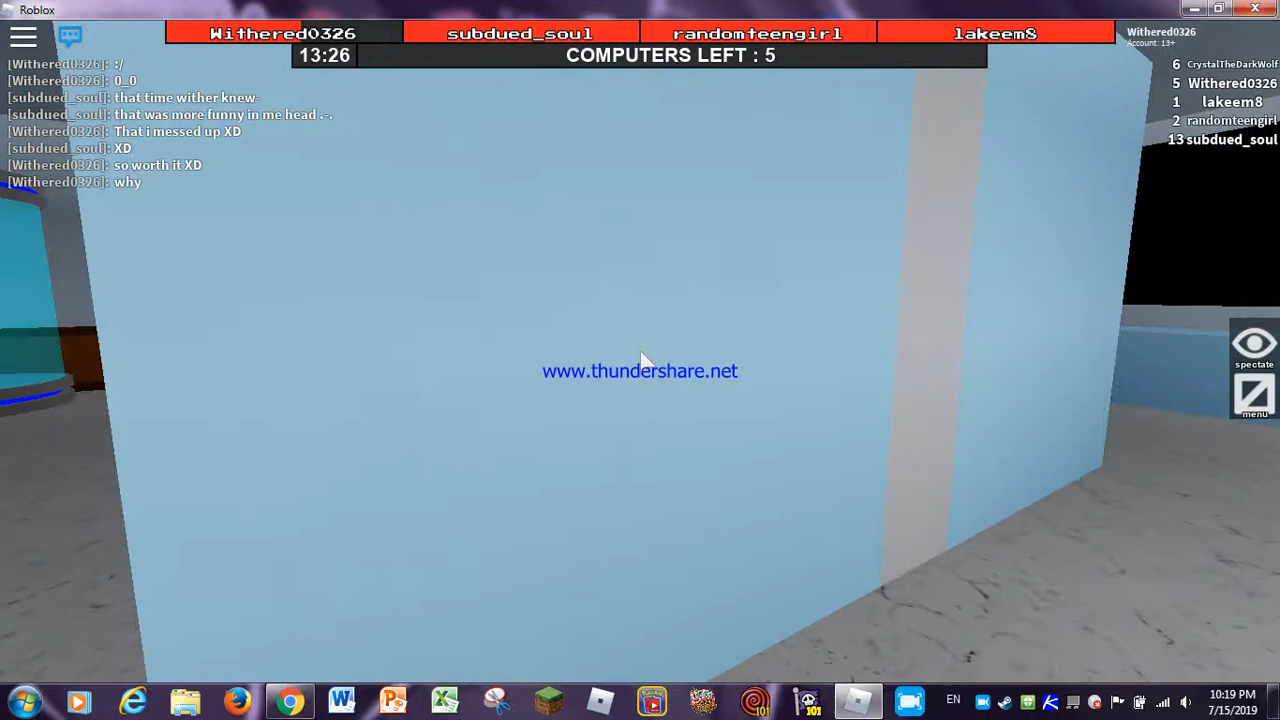 Roblox
Withered0326 subdued_soul randomteengirl lakeem8
13:26 COMPUTERS LEFT : 5
Withered0326
Account: 13+
6 CrystalTheDarkWolf
5 Withered0326
1 lakeem8
2 randomteengirl
13 subdued_soul
[Withered0326]: :/
[Withered0326]: 0_0
[subdued_soul]: that time wither knew-
[subdued_soul]: that was more funny in me head .-.
[Withered0326]: That i messed up XD
[subdued_soul]: XD
[Withered0326]: so worth it XD
[Withered0326]: why
www.thundershare.net
spectate
menu
101
101
EN
10:19 PM
7/15/2019